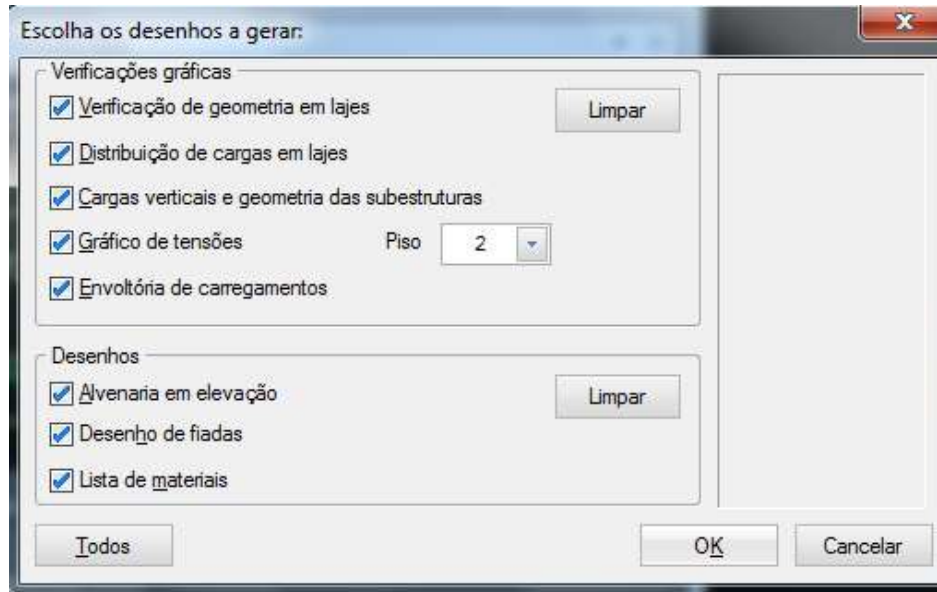 Escolha os desenhos a gerar:
Verificações gráficas
Verificação de geometria em lajes
Limpar
Distribuição de cargas em lajes
Cargas verticais e geometria das subestruturas
Gráfico de tensões Piso 2
Envoltória de carregamentos
Desenhos
Alvenaria em elevação
Limpar
Desenho de fiadas
Lista de materiais
Todos OK Cancelar